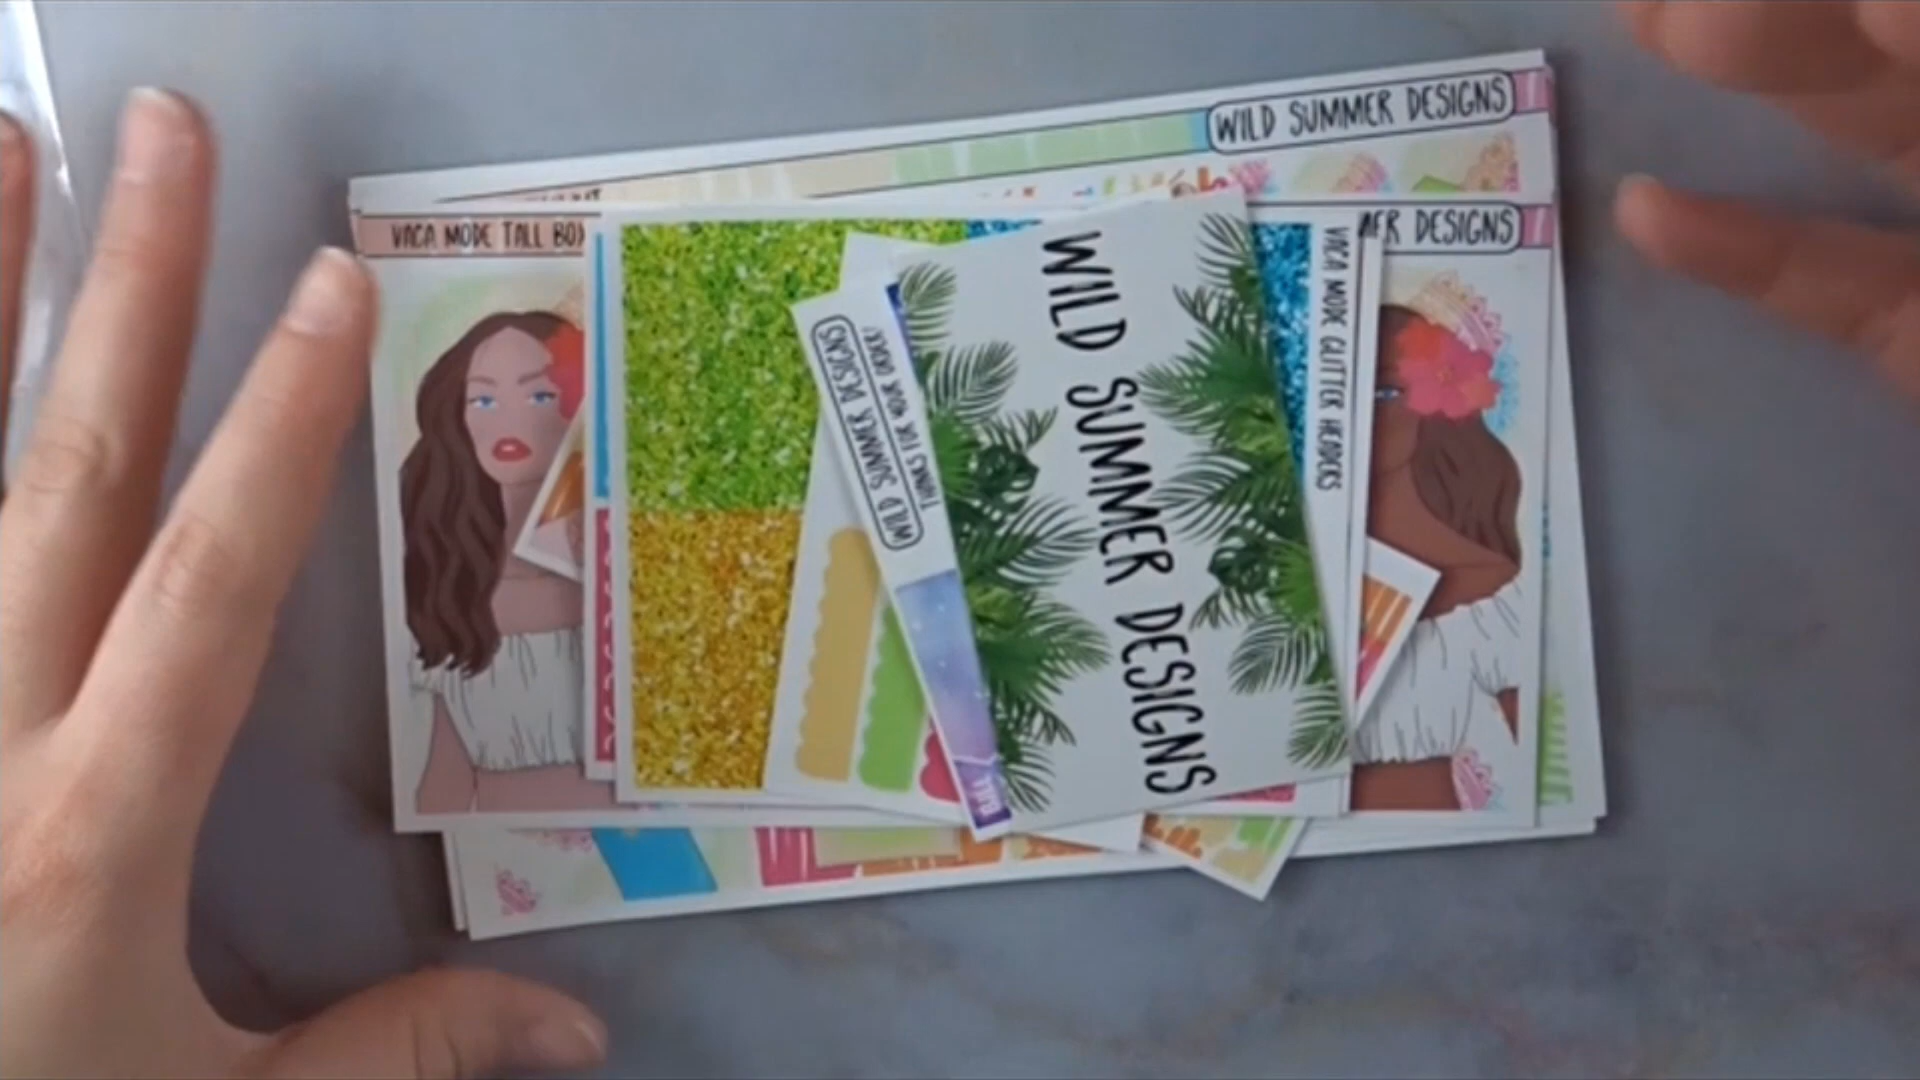 WILD SUMMER DESIGNS
VACA MODE TALL BOX
DESIGNS
WILD SUMMER DESIGNS
THANKS FOR YOUR ORDER!
WILD SUMMER DESIGNS
VACA MODE GLITTER HEADERS